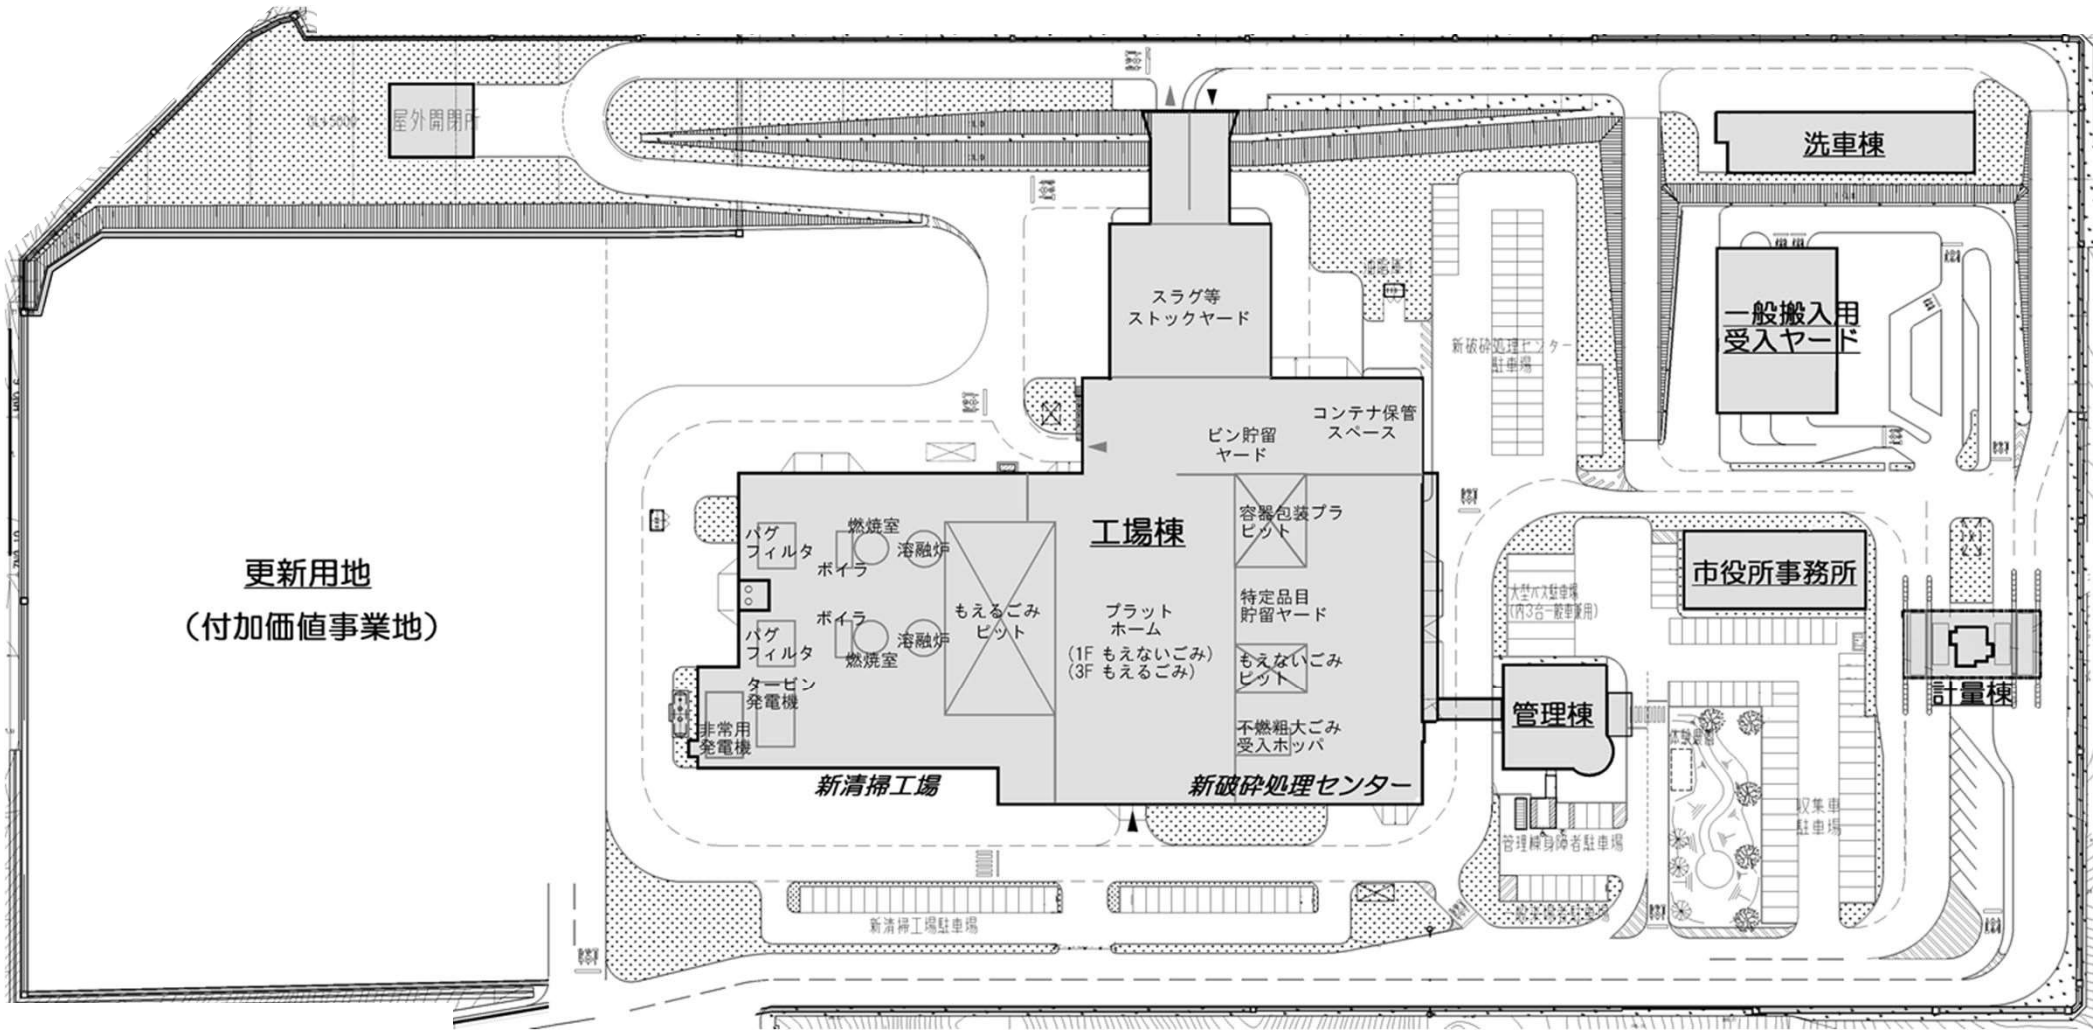 屋外開閉所
洗車棟
スラグ等
ストックヤード
新破砕処理センター
駐車場
一般搬入用
受入ヤード
コンテナ保管
スペース
ビン貯留
ヤード
工場棟
容器包装プラ
ピット
バグ
フィルタ
燃焼室
溶融炉
ボイラ
もえるごみ
ピット
プラット
ホーム
(1F もえないごみ)
(3F もえるごみ)
特定品目
貯留ヤード
ボイラ
バグ
フィルタ
燃焼室
溶融炉
もえないごみ
ピット
タービン
発電機
非常用
発電機
不燃粗大ごみ
受入ホッパ
新清掃工場
新破砕処理センター
更新用地
(付加価値事業地)
市役所事務所
大型バス駐車場
計量棟
管理棟
体験農園
収集車
駐車場
管理棟身障者駐車場
新清掃工場駐車場